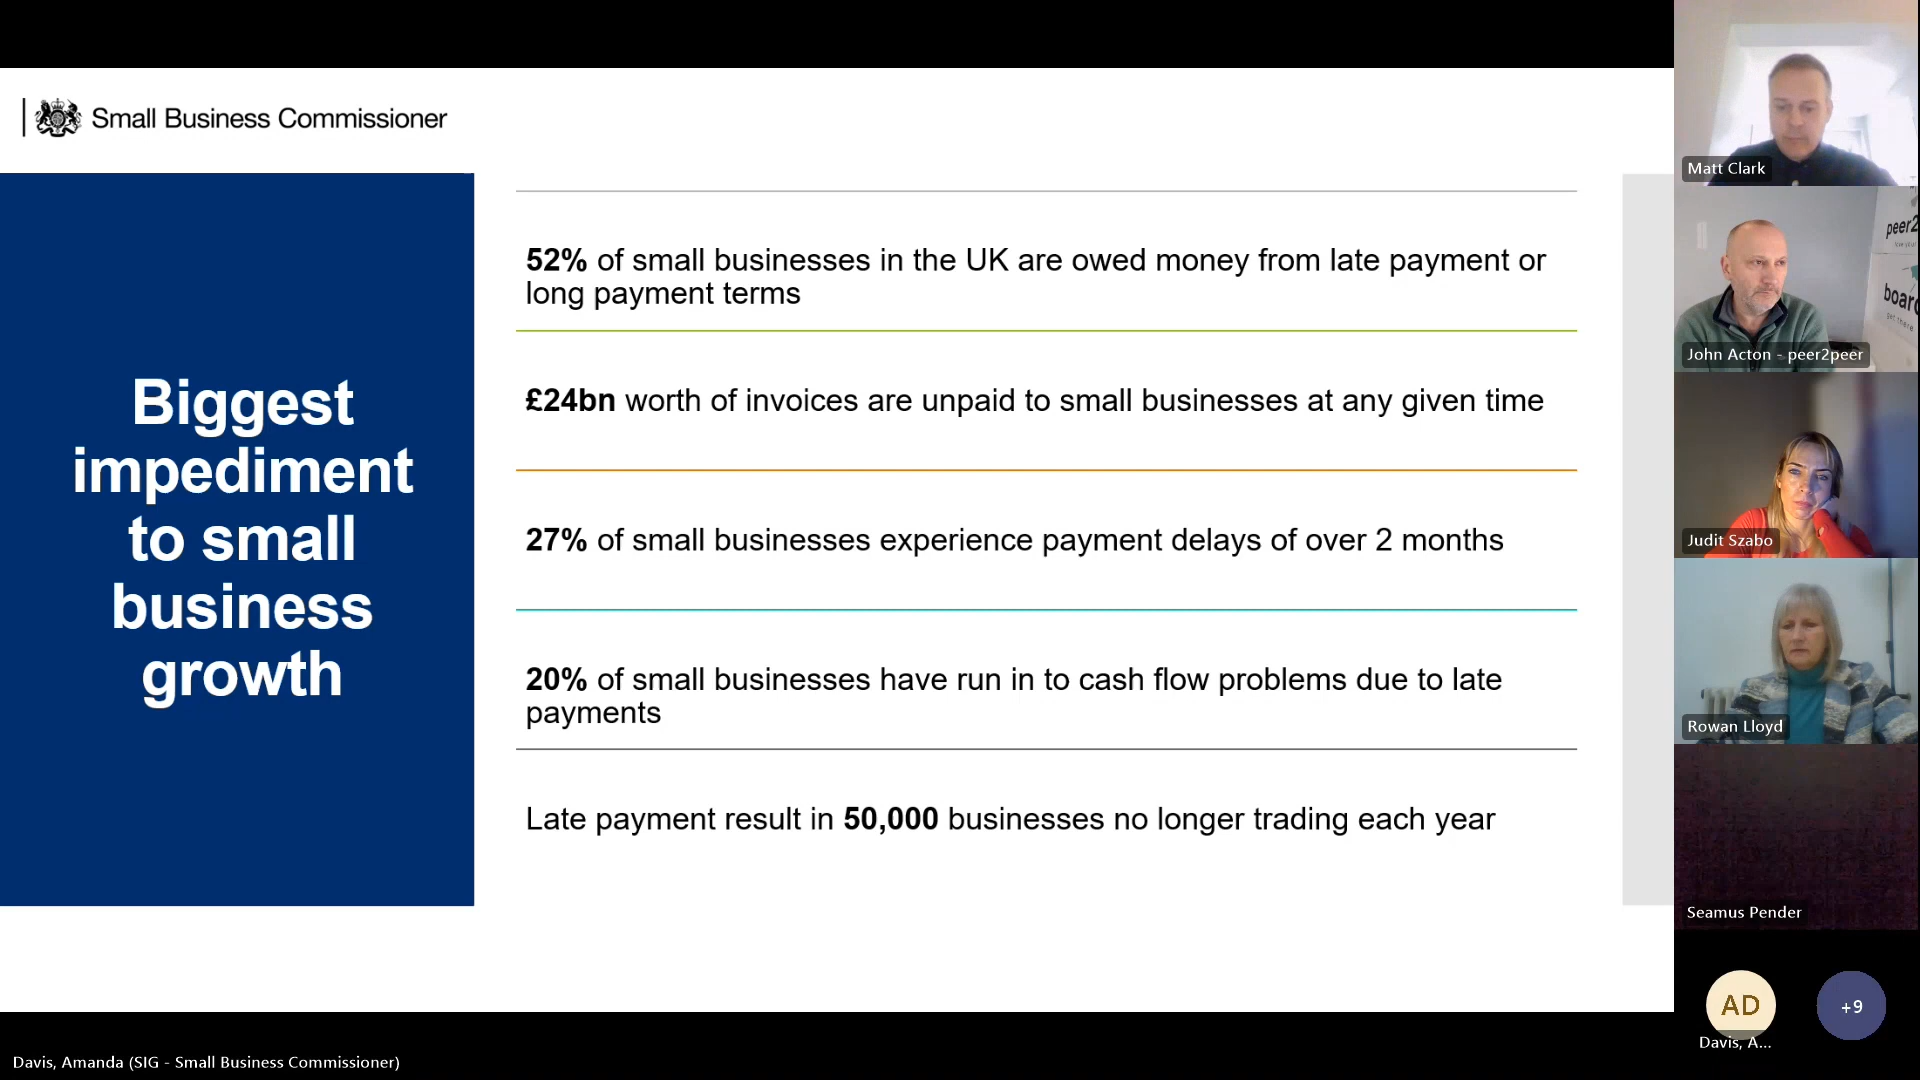 Small Business Commissioner
Biggest
impediment
to small
business
growth
52% of small businesses in the UK are owed money from late payment or
long payment terms
£24bn worth of invoices are unpaid to small businesses at any given time
27% of small businesses experience payment delays of over 2 months
20% of small businesses have run in to cash flow problems due to late
payments
Late payment result in 50,000 businesses no longer trading each year
Matt Clark
peer2
board
John Acton - peer2peer
Judit Szabo
Rowan Lloyd
Seamus Pender
AD
+9
Davis, A...
Davis, Amanda (SIG - Small Business Commissioner)